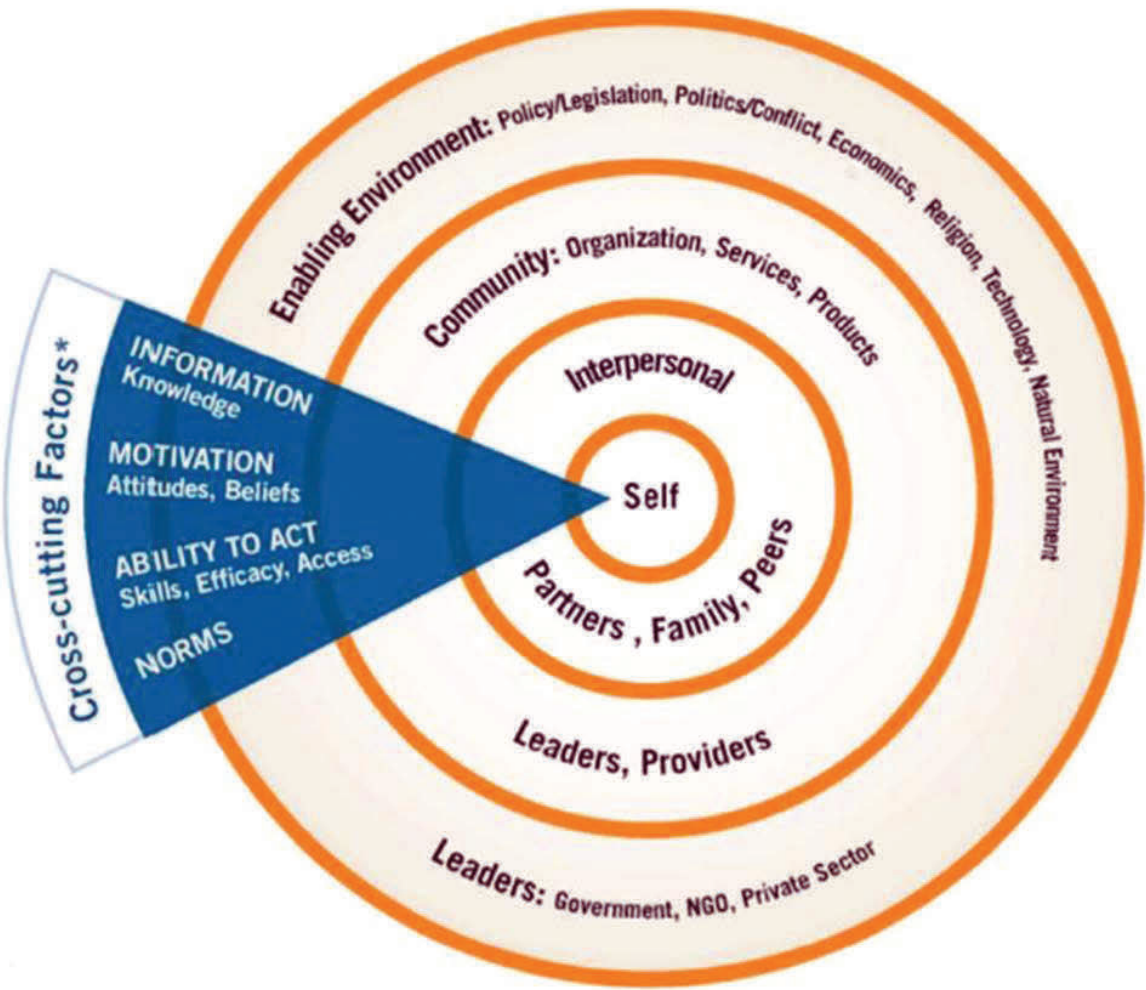 Enabling Environment: Policy/Legislation, Politics/Conflict, Economics, Religion, Technology, Natural Environment
Community: Organization, Services, Products
Interpersonal
Self
Partners , Family, Peers
Leaders, Providers
Leaders: Government, NGO, Private Sector
Cross-cutting Factors*
INFORMATION
Knowledge
MOTIVATION
Attitudes, Beliefs
ABILITY TO ACT
Skills, Efficacy, Access
NORMS